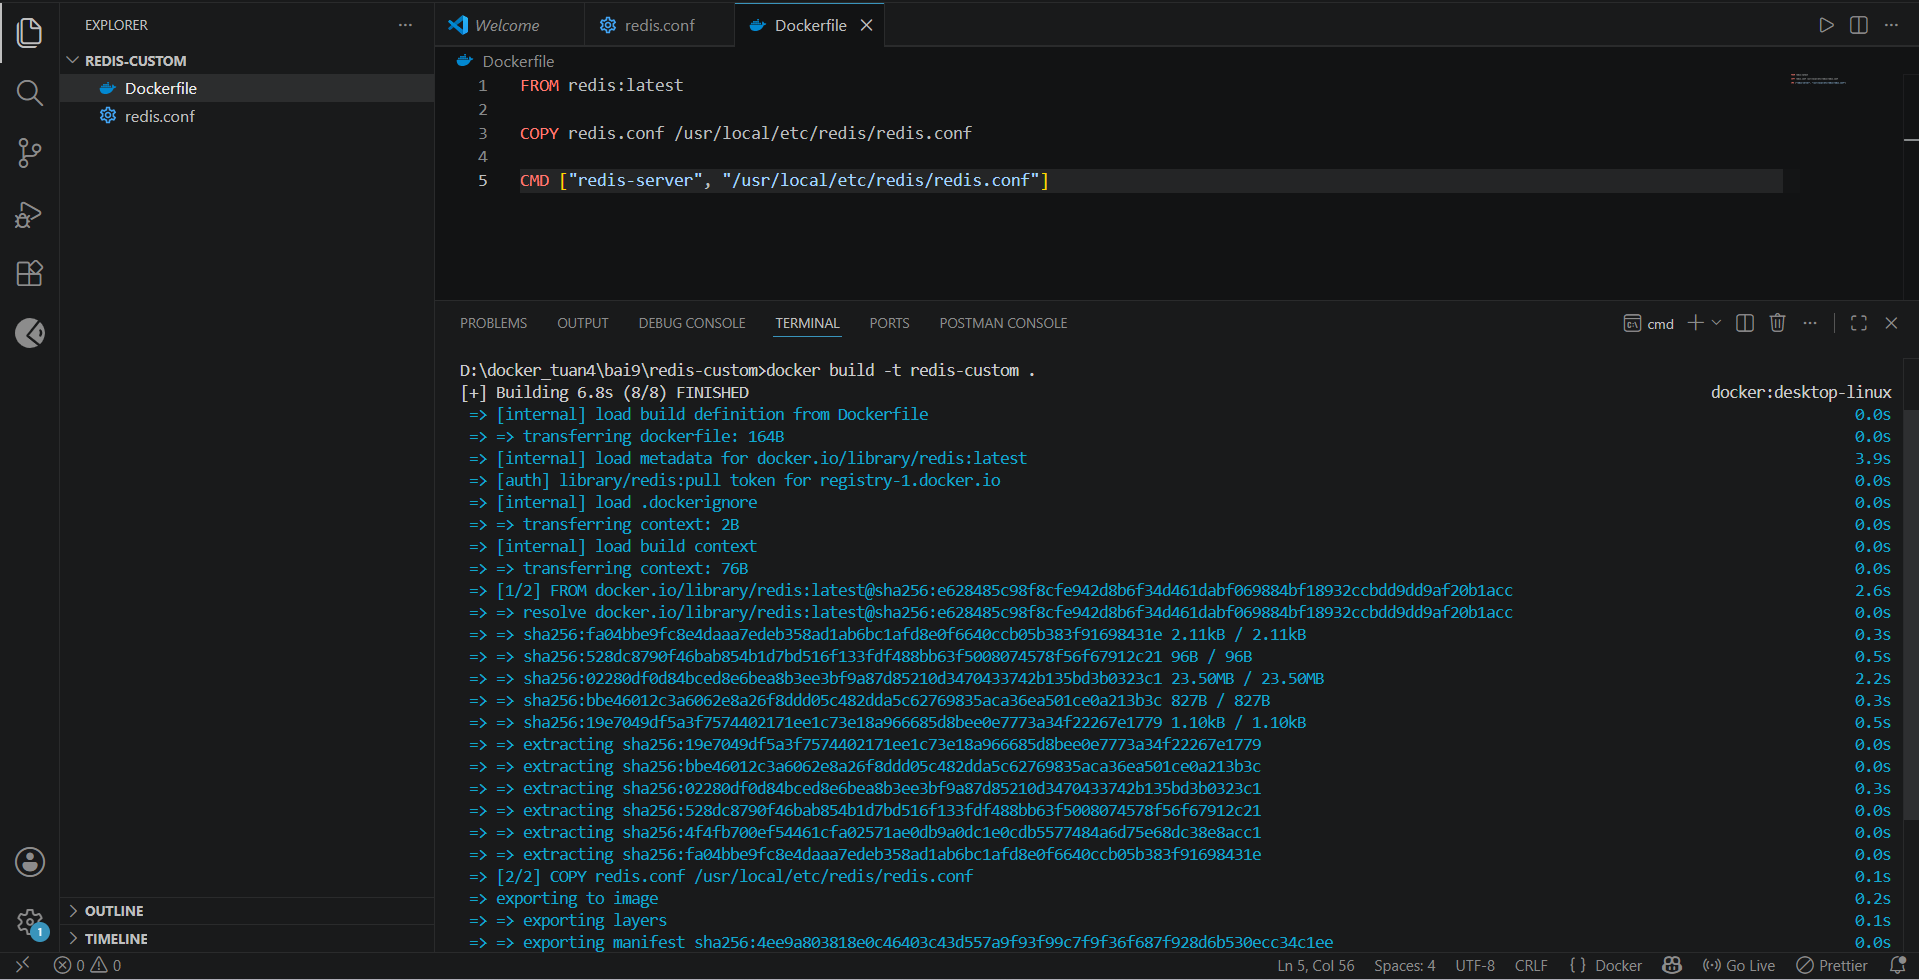 EXPLORER ···
REDIS-CUSTOM
Dockerfile
redis.conf
OUTLINE
TIMELINE
Welcome redis.conf Dockerfile
Dockerfile
1 FROM redis:latest
2
3 COPY redis.conf /usr/local/etc/redis/redis.conf
4
5 CMD ["redis-server", "/usr/local/etc/redis/redis.conf"]
PROBLEMS OUTPUT DEBUG CONSOLE TERMINAL PORTS POSTMAN CONSOLE cmd
D:\docker_tuan4\bai9\redis-custom>docker build -t redis-custom .
[+] Building 6.8s (8/8) FINISHED docker:desktop-linux
=> [internal] load build definition from Dockerfile 0.0s
=> => transferring dockerfile: 164B 0.0s
=> [internal] load metadata for docker.io/library/redis:latest 3.9s
=> [auth] library/redis:pull token for registry-1.docker.io 0.0s
=> [internal] load .dockerignore 0.0s
=> => transferring context: 2B 0.0s
=> [internal] load build context 0.0s
=> => transferring context: 76B 0.0s
=> [1/2] FROM docker.io/library/redis:latest@sha256:e628485c98f8cfe942d8b6f34d461dabf069884bf18932ccbdd9dd9af20b1acc 2.6s
=> => resolve docker.io/library/redis:latest@sha256:e628485c98f8cfe942d8b6f34d461dabf069884bf18932ccbdd9dd9af20b1acc 0.0s
=> => sha256:fa04bbe9fc8e4daaa7edeb358ad1ab6bc1afd8e0f6640ccb05b383f91698431e 2.11kB / 2.11kB 0.3s
=> => sha256:528dc8790f46bab854b1d7bd516f133fdf488bb63f5008074578f56f67912c21 96B / 96B 0.5s
=> => sha256:02280df0d84bced8e6bea8b3ee3bf9a87d85210d3470433742b135bd3b0323c1 23.50MB / 23.50MB 2.2s
=> => sha256:bbe46012c3a6062e8a26f8ddd05c482dda5c62769835aca36ea501ce0a213b3c 827B / 827B 0.3s
=> => sha256:19e7049df5a3f7574402171ee1c73e18a966685d8bee0e7773a34f22267e1779 1.10kB / 1.10kB 0.5s
=> => extracting sha256:19e7049df5a3f7574402171ee1c73e18a966685d8bee0e7773a34f22267e1779 0.0s
=> => extracting sha256:bbe46012c3a6062e8a26f8ddd05c482dda5c62769835aca36ea501ce0a213b3c 0.0s
=> => extracting sha256:02280df0d84bced8e6bea8b3ee3bf9a87d85210d3470433742b135bd3b0323c1 0.3s
=> => extracting sha256:528dc8790f46bab854b1d7bd516f133fdf488bb63f5008074578f56f67912c21 0.0s
=> => extracting sha256:4f4fb700ef54461cfa02571ae0db9a0dc1e0cdb5577484a6d75e68dc38e8acc1 0.0s
=> => extracting sha256:fa04bbe9fc8e4daaa7edeb358ad1ab6bc1afd8e0f6640ccb05b383f91698431e 0.0s
=> [2/2] COPY redis.conf /usr/local/etc/redis/redis.conf 0.1s
=> exporting to image 0.2s
=> => exporting layers 0.1s
=> => exporting manifest sha256:4ee9a803818e0c46403c43d557a9f93f99c7f9f36f687f928d6b530ecc34c1ee 0.0s
1
0 0 Ln 5, Col 56 Spaces: 4 UTF-8 CRLF { } Docker Go Live Prettier